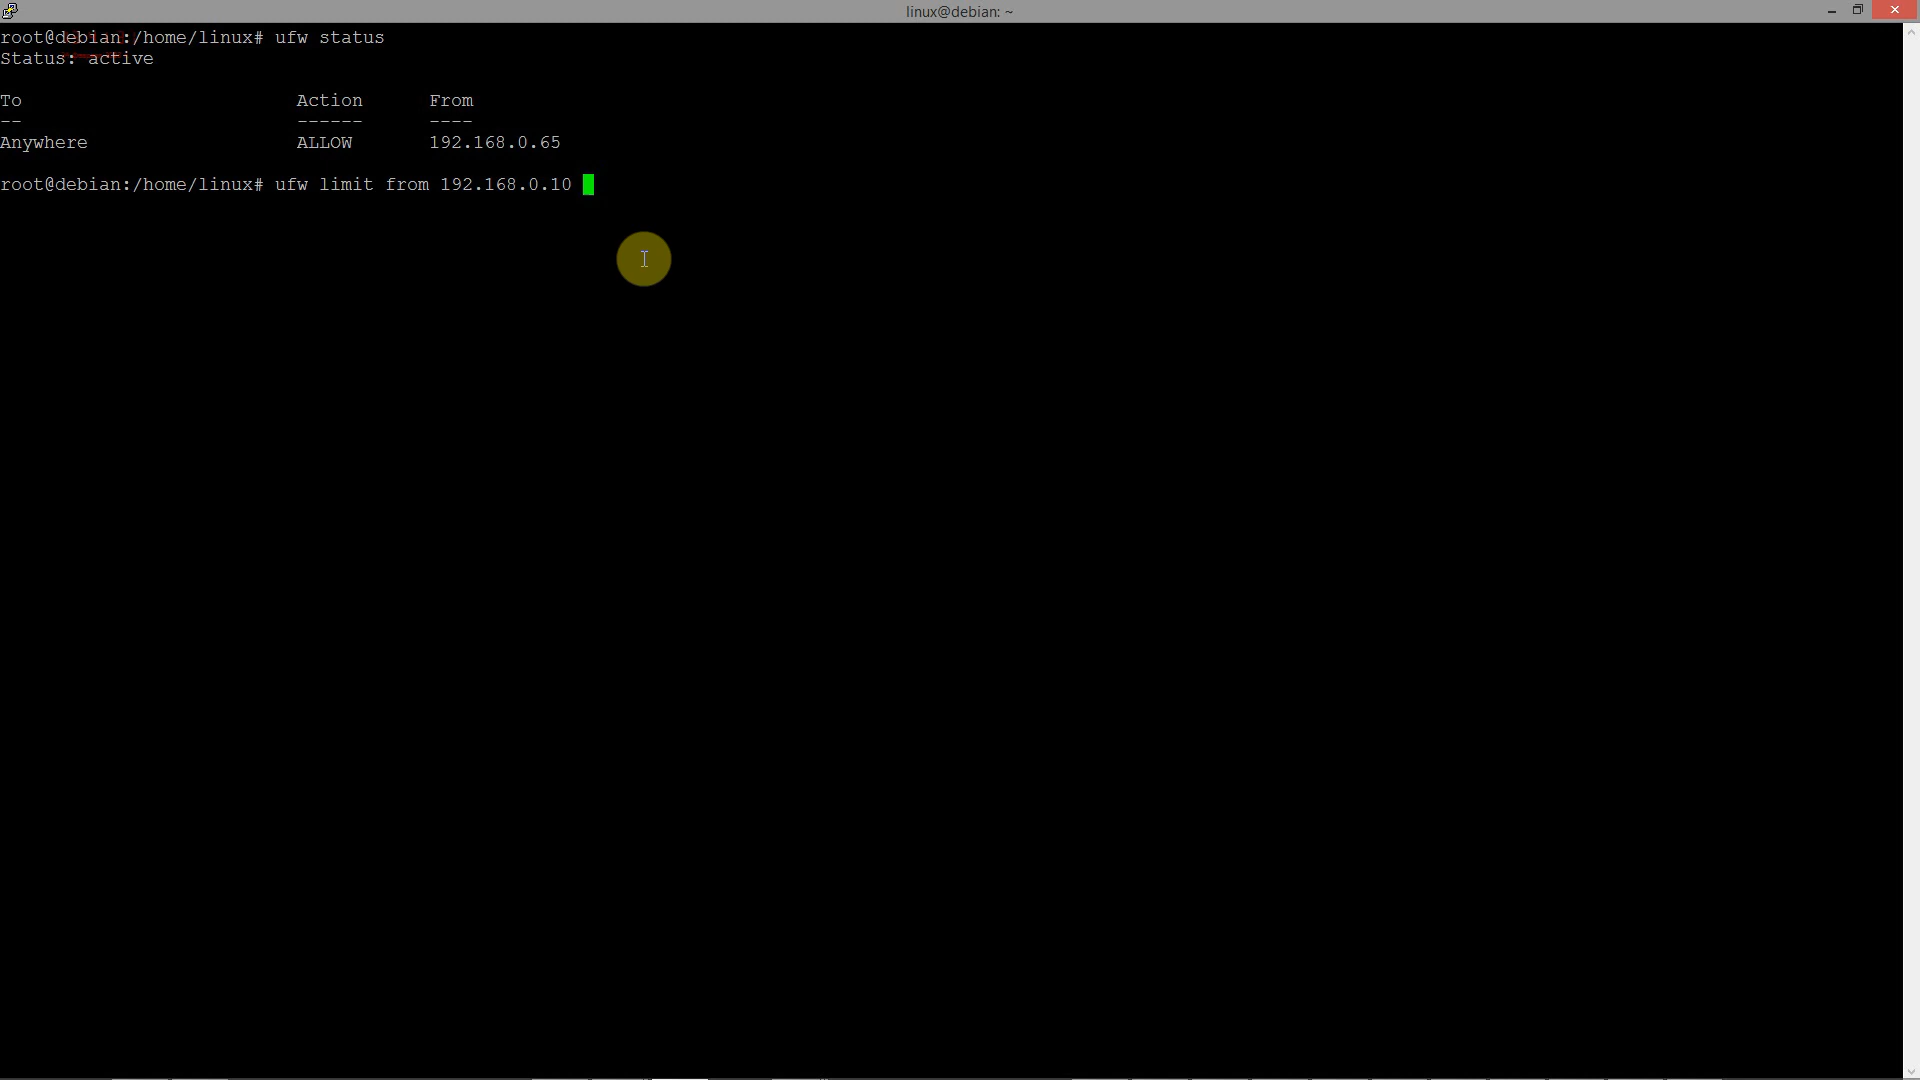 linux@debian: ~
root@debian:/home/linux# ufw status
Status: active
To Action From
-- ------ ----
Anywhere ALLOW 192.168.0.65
root@debian:/home/linux# ufw limit from 192.168.0.10